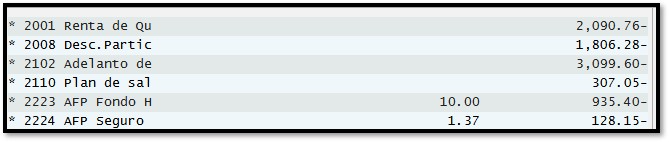 * 2001 Renta de Qu 2,090.76-
* 2008 Desc.Partic 1,806.28-
* 2102 Adelanto de 3,099.60-
* 2110 Plan de sal 307.05-
* 2223 AFP Fondo H 10.00 935.40-
* 2224 AFP Seguro 1.37 128.15-